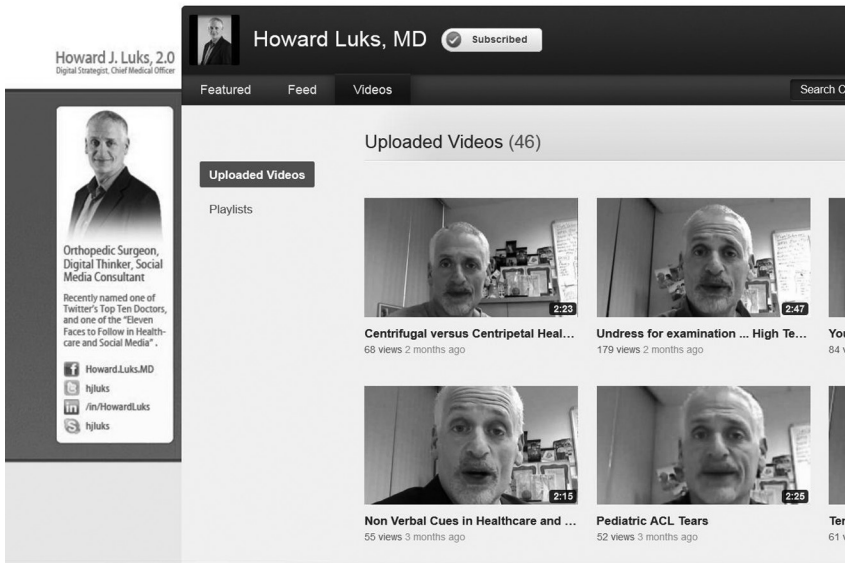 Howard J. Luks, 2.0
Digital Strategist, Chief Medical Officer
Orthopedic Surgeon,
Digital Thinker, Social
Media Consultant
Recently named one of
Twitter's Top Ten Doctors,
and one of the "Eleven
Faces to Follow in Health-
care and Social Media" .
Howard.Luks.MD
hjluks
/in/HowardLuks
hjluks
Howard Luks, MD
Subscribed
Featured Feed Videos
Search C
Uploaded Videos
Playlists
Uploaded Videos (46)
2:23 2:47
Centrifugal versus Centripetal Heal... Undress for examination ... High Te... You
68 views 2 months ago 179 views 2 months ago 84 v
2:15 2:25
Non Verbal Cues in Healthcare and ... Pediatric ACL Tears Ter
55 views 3 months ago 52 views 3 months ago 61 v